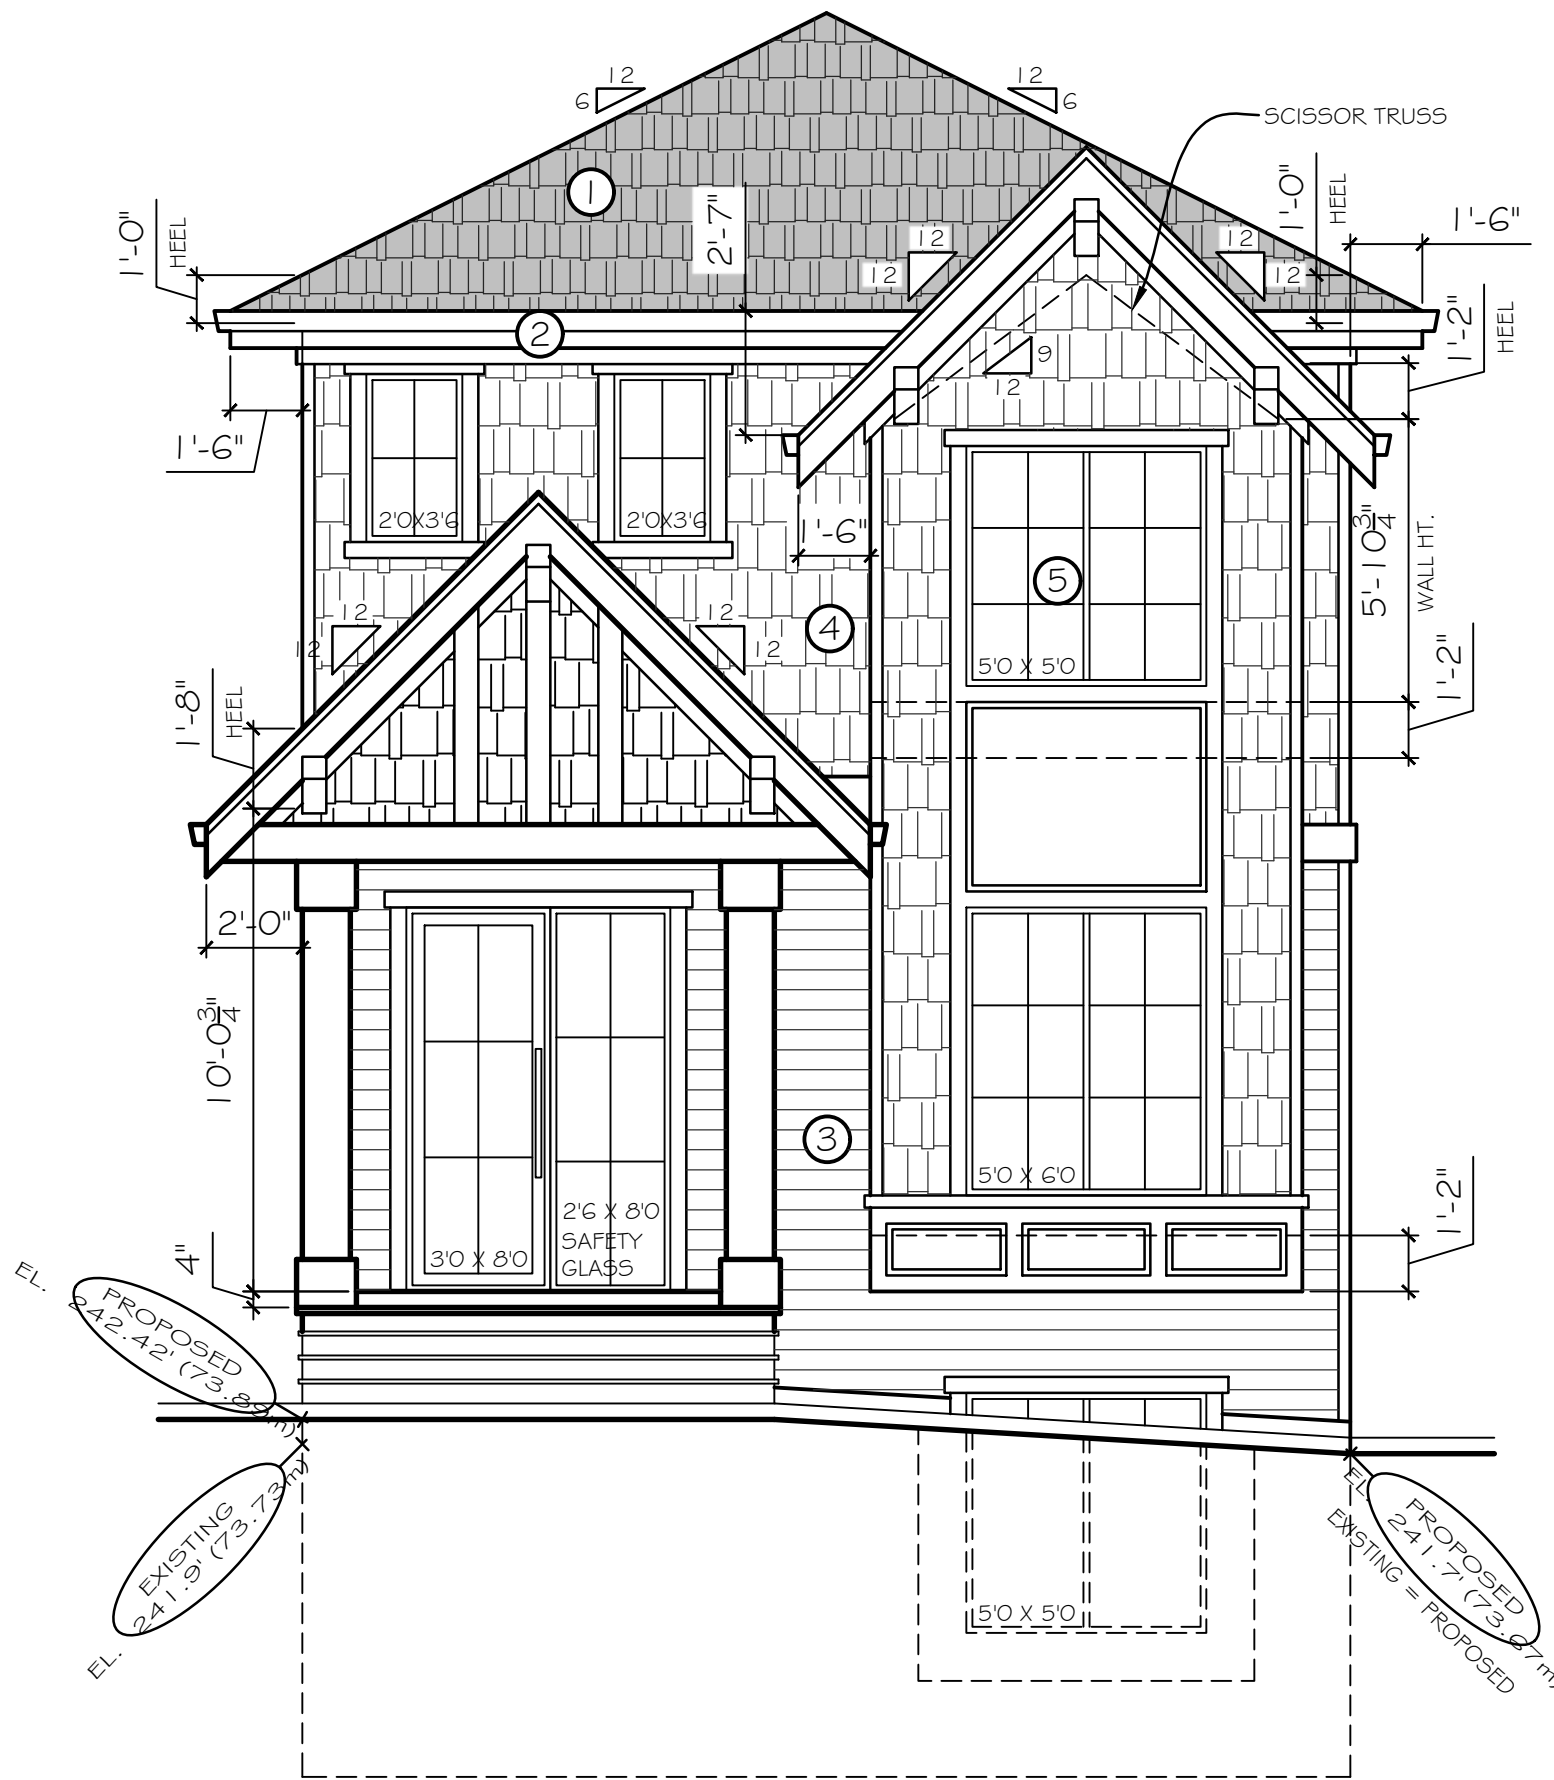 12
6
12
6
SCISSOR TRUSS
1
1'-0"
HEEL
2'-7"
1'-0"
HEEL
1'-6"
12
12
12
12
2
1'-2"
HEEL
9
12
1'-6"
2'0X3'6
2'0X3'6
1'-6"
5'-10 3/4"
WALL HT.
5
4
12
12
12
12
5'0 X 5'0
1'-8"
HEEL
1'-2"
2'-0"
10'-0 3/4"
3
5'0 X 6'0
2'6 X 8'0
SAFETY
GLASS
3'0 X 8'0
1'-2"
4"
EL.
PROPOSED
242.42' (73.89m)
EXISTING
241.9' (73.73m)
EL.
5'0 X 5'0
EL.
PROPOSED
241.7' (73.67m)
EXISTING = PROPOSED